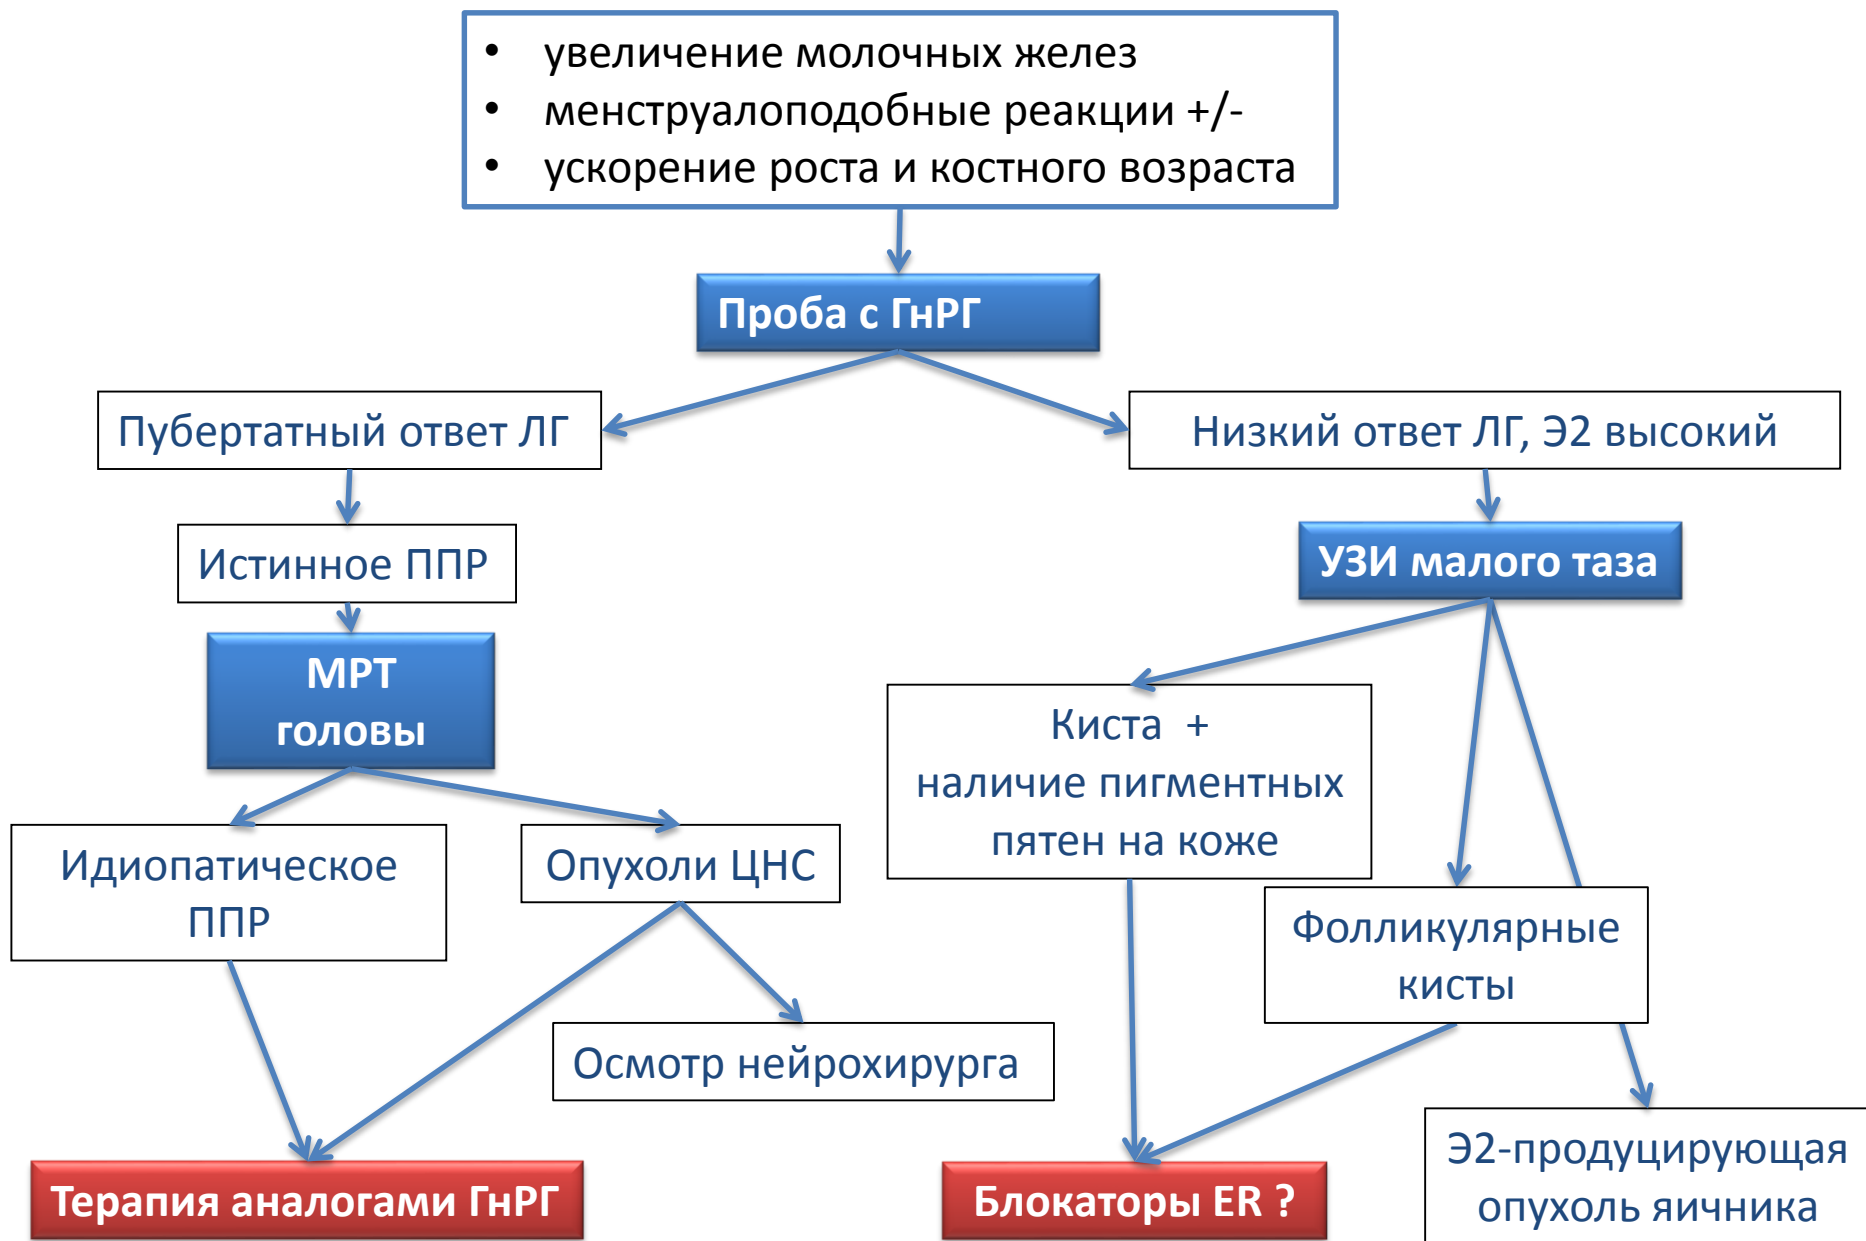 • увеличение молочных желез
• менструалоподобные реакции +/-
• ускорение роста и костного возраста
Проба с ГнРГ
Пубертатный ответ ЛГ
Низкий ответ ЛГ, Э2 высокий
Истинное ППР
УЗИ малого таза
МРТ
головы
Киста +
наличие пигментных
пятен на коже
Идиопатическое
ППР
Опухоли ЦНС
Фолликулярные
кисты
Осмотр нейрохирурга
Терапия аналогами ГнРГ
Блокаторы ER ?
Э2-продуцирующая
опухоль яичника